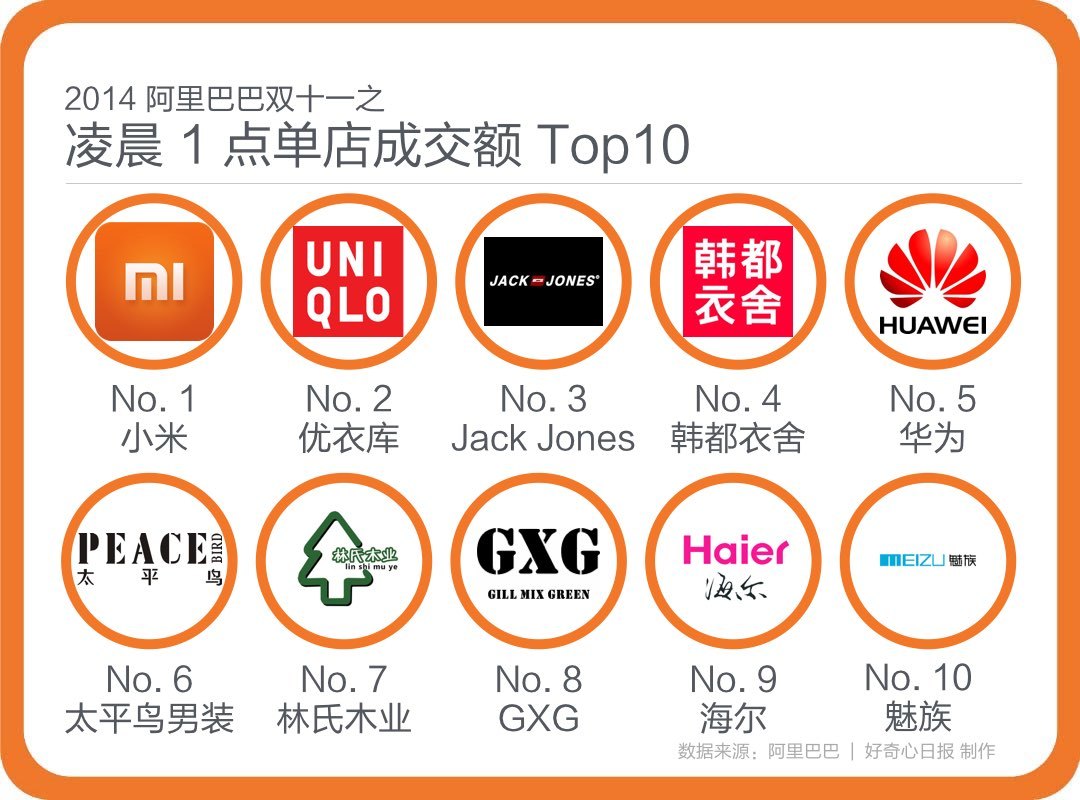 2014 阿里巴巴双十一之
凌晨 1 点单店成交额 Top10
mi
UNI
QLO
JACK JONES®
韩都
衣舍
HUAWEI
No. 1
No. 2
No. 3
No. 4
No. 5
小米
优衣库
Jack Jones
韩都衣舍
华为
PEACE BIRD
太平鸟
林氏木业
lin shi mu ye
GXG
GILL MIX GREEN
Haier
海尔
MEIZU 魅族
No. 6
No. 7
No. 8
No. 9
No. 10
太平鸟男装
林氏木业
GXG
海尔
魅族
数据来源：阿里巴巴 | 好奇心日报 制作